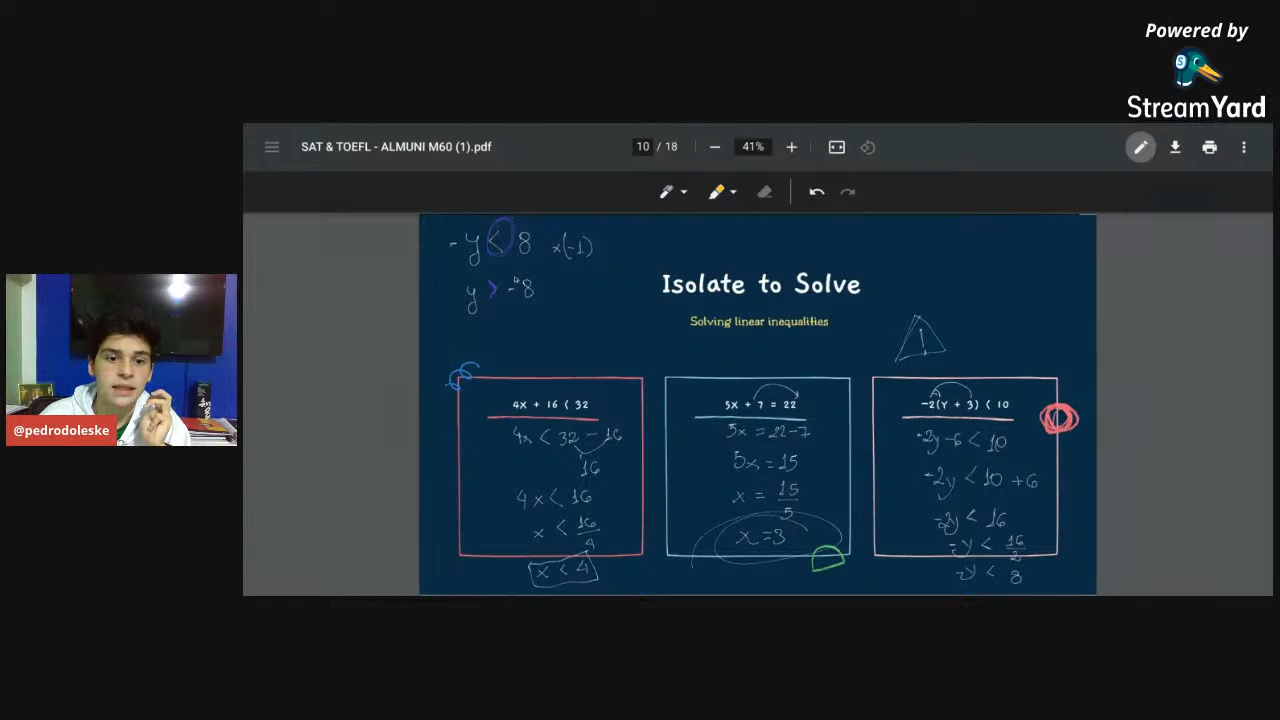 Powered by
StreamYard
SAT & TOEFL - ALMUNI M60 (1).pdf
10 / 18
41%
-y < 8 x(-1)
y > -8
Isolate to Solve
Solving linear inequalities
!
4X + 16 < 32
4x < 32 - 16
16
4x < 16
x < 16/4
x < 4
5X + 7 = 22
5x = 22-7
5x = 15
x = 15/5
x = 3
-2(Y + 3) < 10
-2y - 6 < 10
-2y < 10 + 6
-2y < 16
-y < 16/2
-y < 8
@pedrodoleske